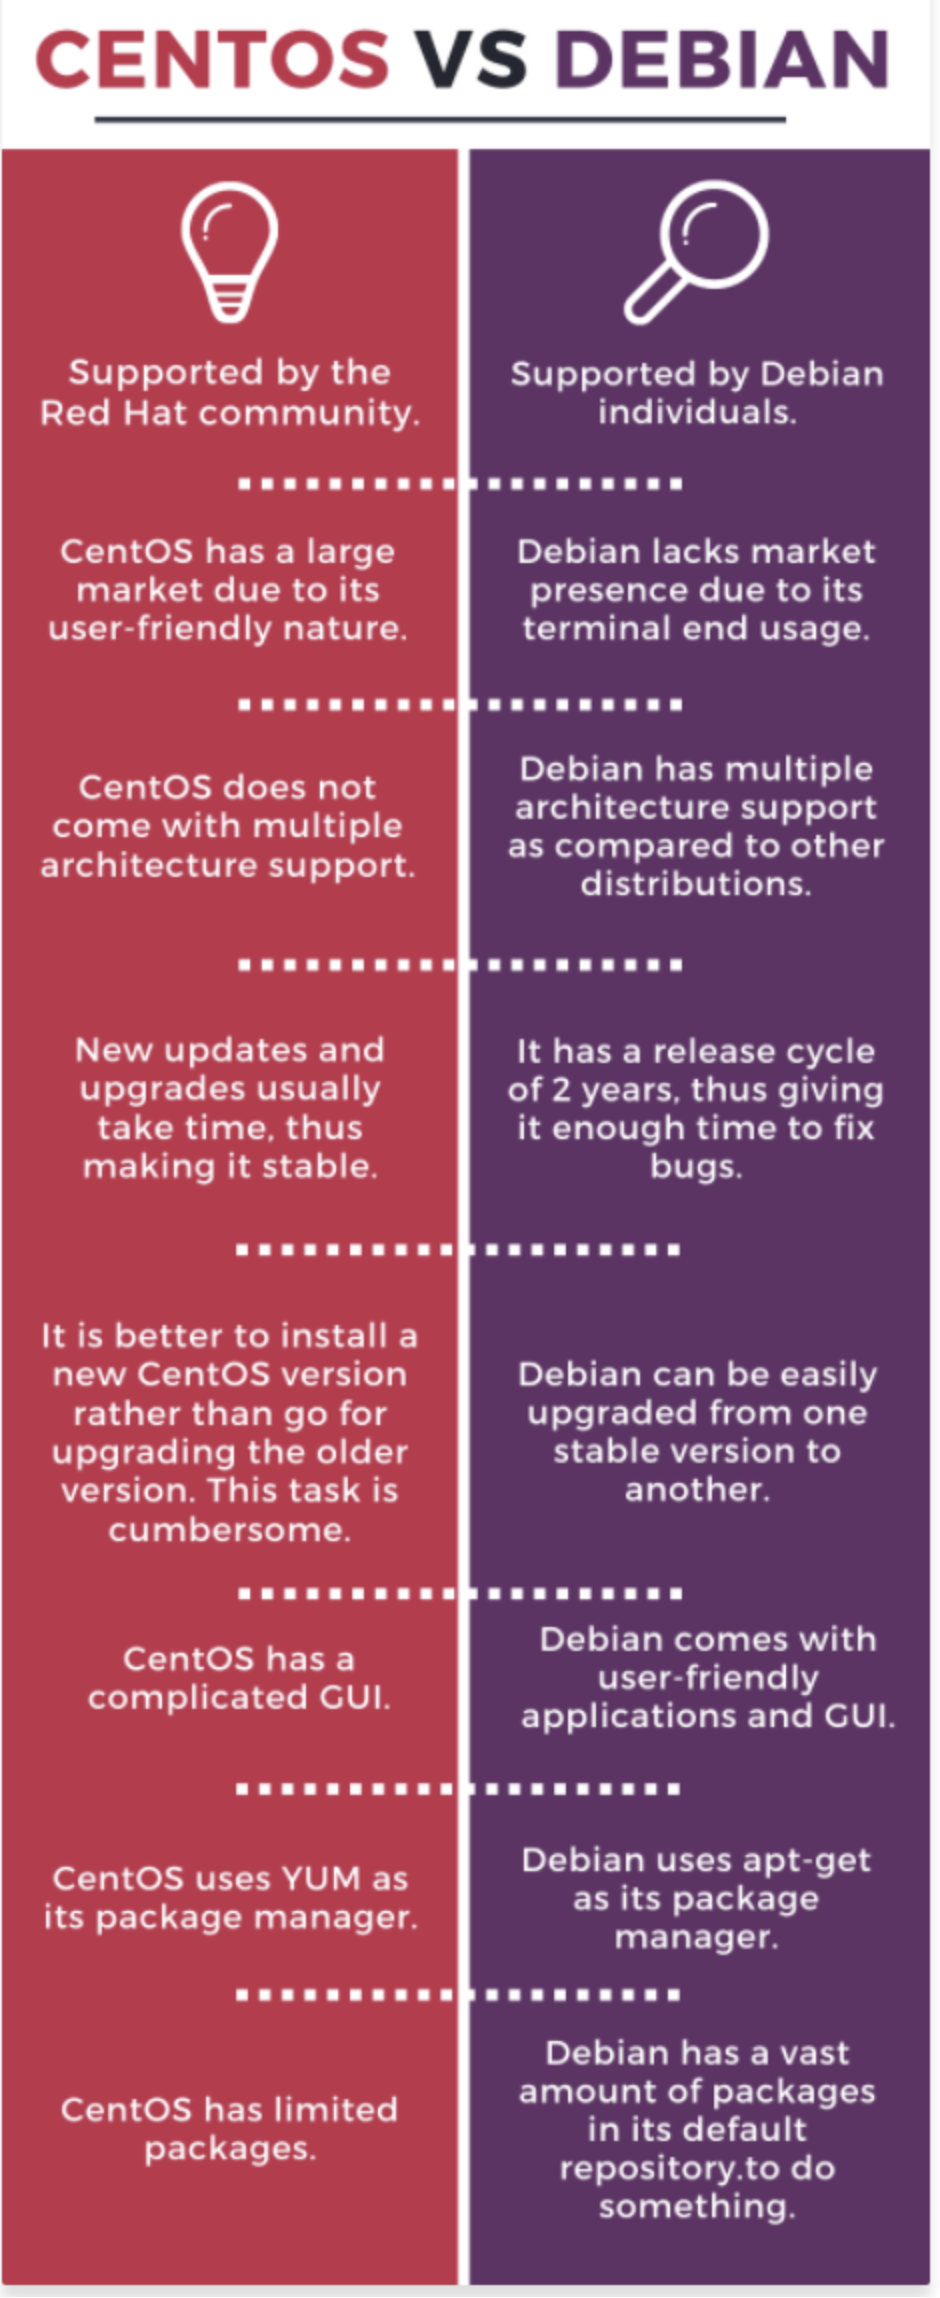 CENTOS VS DEBIAN
Supported by the
Red Hat community.
Supported by Debian
individuals.
CentOS has a large
market due to its
user-friendly nature.
Debian lacks market
presence due to its
terminal end usage.
CentOS does not
come with multiple
architecture support.
Debian has multiple
architecture support
as compared to other
distributions.
New updates and
upgrades usually
take time, thus
making it stable.
It has a release cycle
of 2 years, thus giving
it enough time to fix
bugs.
It is better to install a
new CentOS version
rather than go for
upgrading the older
version. This task is
cumbersome.
Debian can be easily
upgraded from one
stable version to
another.
CentOS has a
complicated GUI.
Debian comes with
user-friendly
applications and GUI.
CentOS uses YUM as
its package manager.
Debian uses apt-get
as its package
manager.
CentOS has limited
packages.
Debian has a vast
amount of packages
in its default
repository.to do
something.